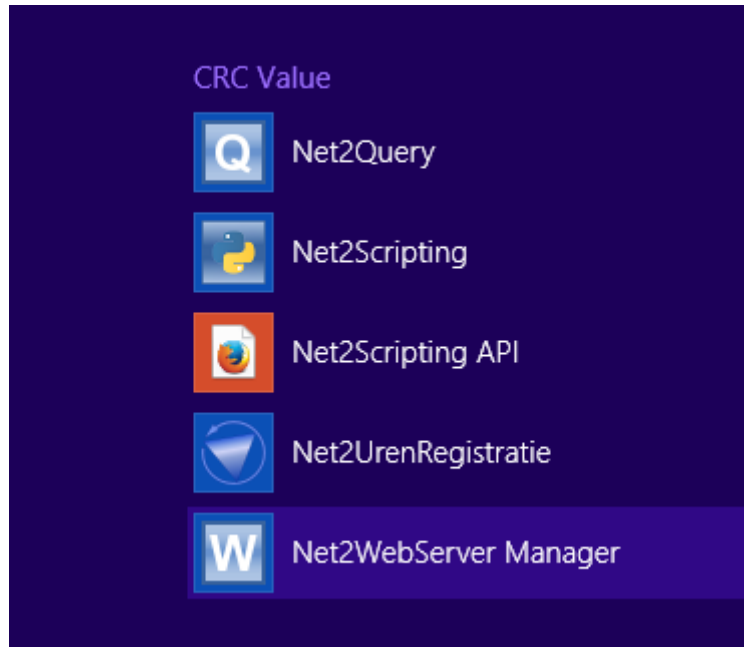 CRC Value
Q Net2Query
Net2Scripting
Net2Scripting API
Net2UrenRegistratie
W Net2WebServer Manager